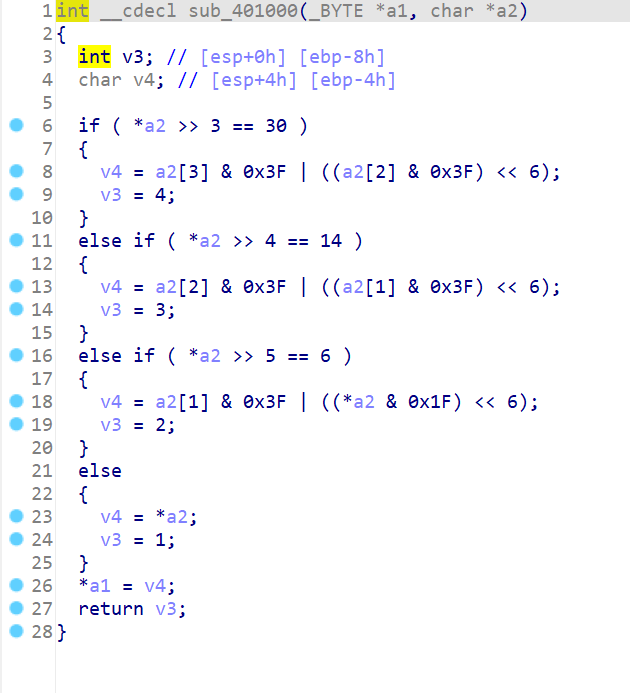 1 int __cdecl sub_401000(_BYTE *a1, char *a2)
2 {
3   int v3; // [esp+0h] [ebp-8h]
4   char v4; // [esp+4h] [ebp-4h]
5
6   if ( *a2 >> 3 == 30 )
7   {
8     v4 = a2[3] & 0x3F | ((a2[2] & 0x3F) << 6);
9     v3 = 4;
10   }
11   else if ( *a2 >> 4 == 14 )
12   {
13     v4 = a2[2] & 0x3F | ((a2[1] & 0x3F) << 6);
14     v3 = 3;
15   }
16   else if ( *a2 >> 5 == 6 )
17   {
18     v4 = a2[1] & 0x3F | ((*a2 & 0x1F) << 6);
19     v3 = 2;
20   }
21   else
22   {
23     v4 = *a2;
24     v3 = 1;
25   }
26   *a1 = v4;
27   return v3;
28 }